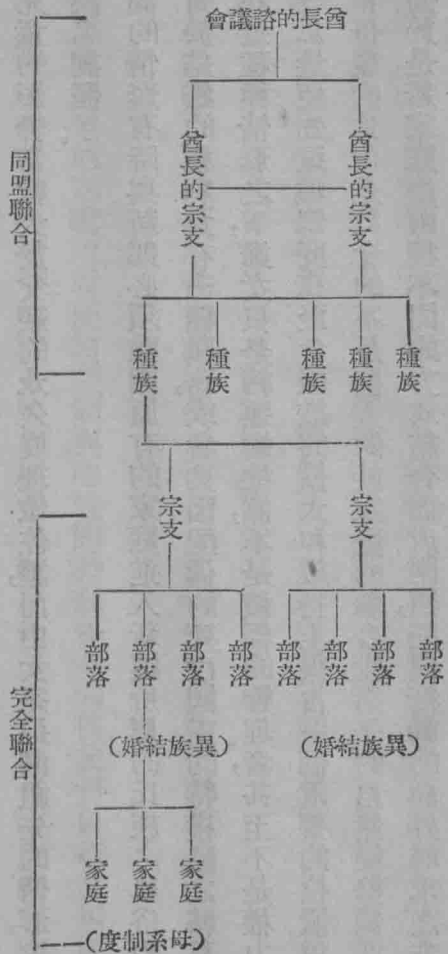 會議諮的長酋
酋長的宗支
酋長的宗支
同盟聯合
種族
種族
種族
種族
種族
宗支
宗支
部落
部落
部落
部落
部落
部落
部落
部落
(婚結族異)
(婚結族異)
完全聯合
家庭
家庭
家庭
(度制系母)